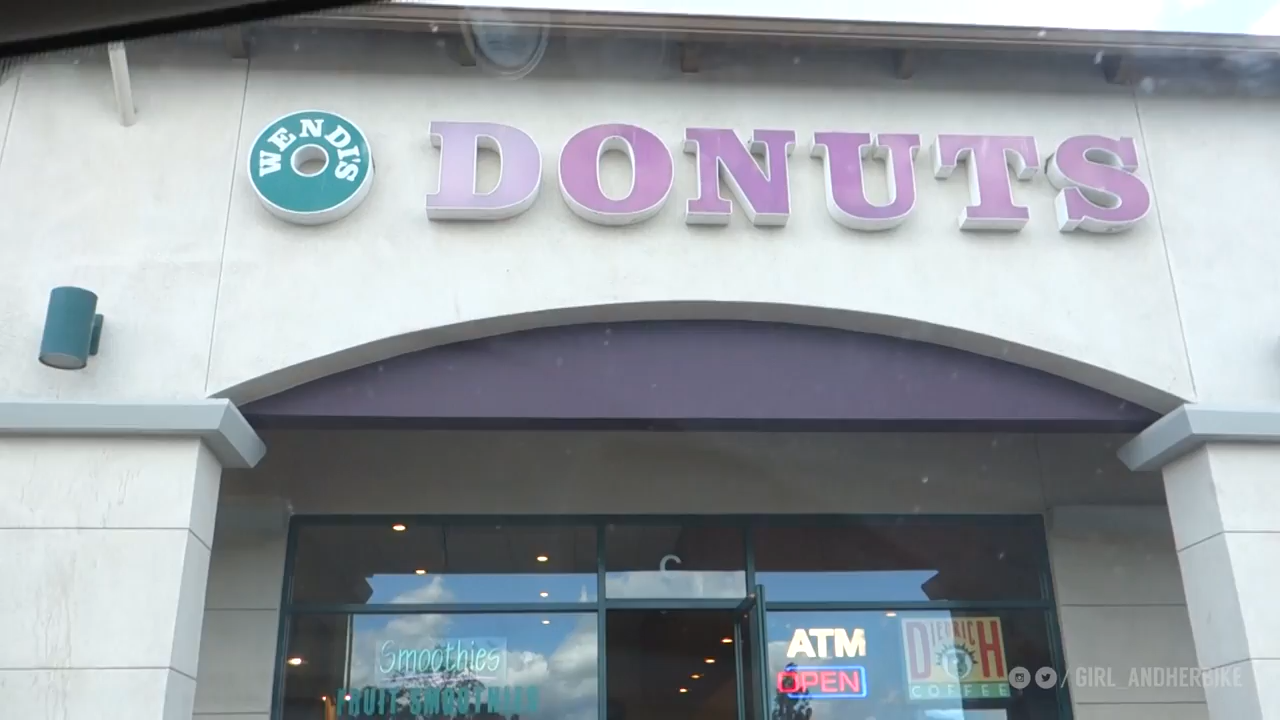 WENDI'S
DONUTS
C
Smoothies
FRUIT SMOOTHIES
ATM
OPEN
DIEDRICH
COFFEE
/GIRL_ANDHERBIKE